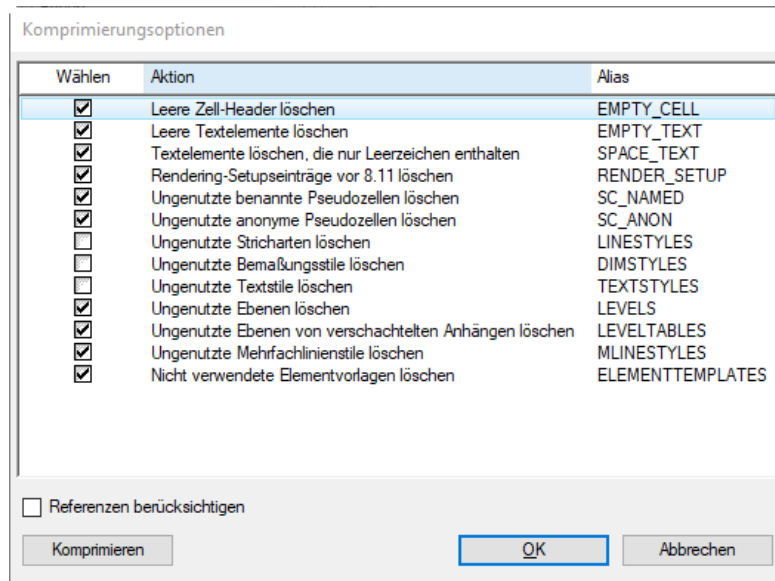 Komprimierungsoptionen
Wählen Aktion Alias
Leere Zell-Header löschen EMPTY_CELL
Leere Textelemente löschen EMPTY_TEXT
Textelemente löschen, die nur Leerzeichen enthalten SPACE_TEXT
Rendering-Setupseinträge vor 8.11 löschen RENDER_SETUP
Ungenutzte benannte Pseudozellen löschen SC_NAMED
Ungenutzte anonyme Pseudozellen löschen SC_ANON
Ungenutzte Stricharten löschen LINESTYLES
Ungenutzte Bemaßungsstile löschen DIMSTYLES
Ungenutzte Textstile löschen TEXTSTYLES
Ungenutzte Ebenen löschen LEVELS
Ungenutzte Ebenen von verschachtelten Anhängen löschen LEVELTABLES
Ungenutzte Mehrfachlinienstile löschen MLINESTYLES
Nicht verwendete Elementvorlagen löschen ELEMENTTEMPLATES
Referenzen berücksichtigen
Komprimieren OK Abbrechen